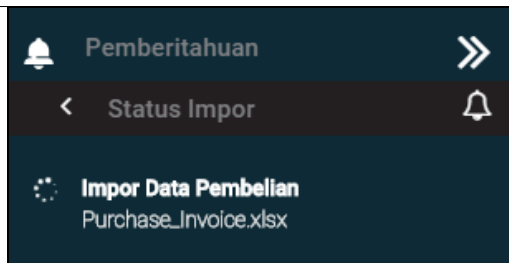 Pemberitahuan
Status Impor
Impor Data Pembelian
Purchase_Invoice.xlsx